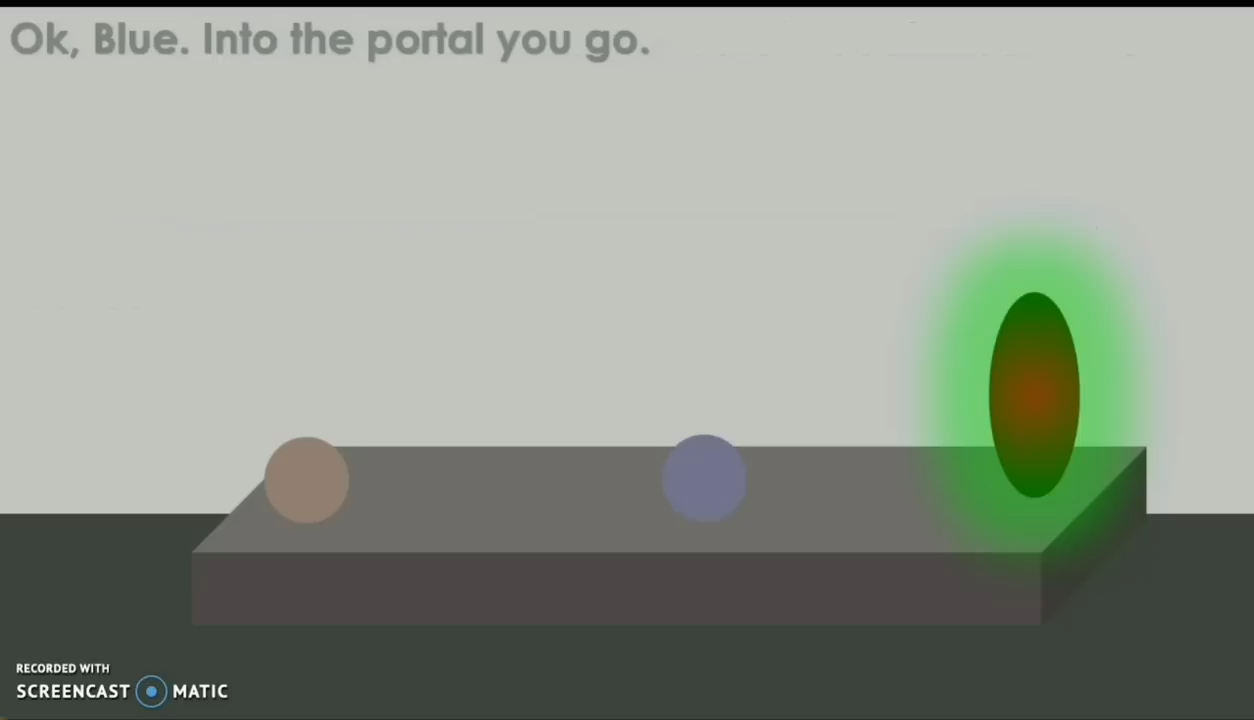 Ok, Blue. Into the portal you go.
RECORDED WITH
SCREENCAST MATIC